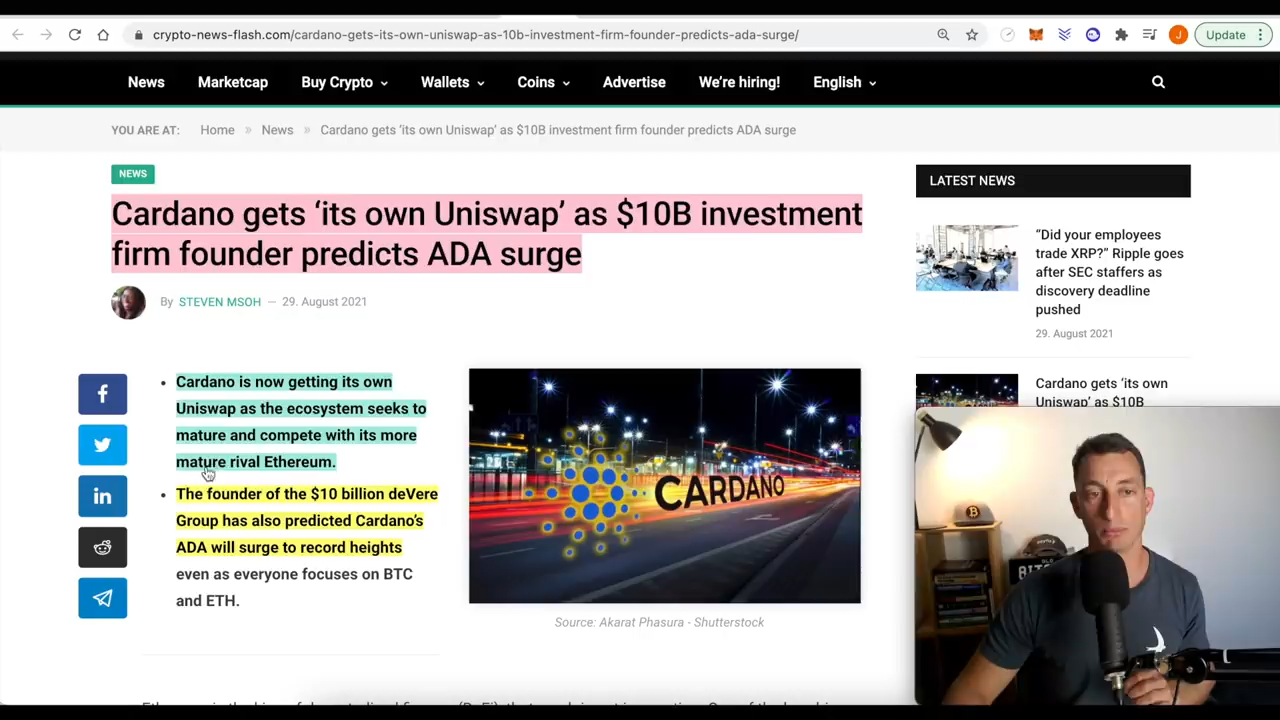 crypto-news-flash.com/cardano-gets-its-own-uniswap-as-10b-investment-firm-founder-predicts-ada-surge/
J
Update
News
Marketcap
Buy Crypto
Wallets
Coins
Advertise
We're hiring!
English
YOU ARE AT: Home » News » Cardano gets 'its own Uniswap' as $10B investment firm founder predicts ADA surge
NEWS
Cardano gets 'its own Uniswap' as $10B investment
firm founder predicts ADA surge
By STEVEN MSOH — 29. August 2021
• Cardano is now getting its own
Uniswap as the ecosystem seeks to
mature and compete with its more
mature rival Ethereum.
• The founder of the $10 billion deVere
Group has also predicted Cardano's
ADA will surge to record heights
even as everyone focuses on BTC
and ETH.
CARDANO
Source: Akarat Phasura - Shutterstock
LATEST NEWS
"Did your employees
trade XRP?" Ripple goes
after SEC staffers as
discovery deadline
pushed
29. August 2021
Cardano gets 'its own
Uniswap' as $10B